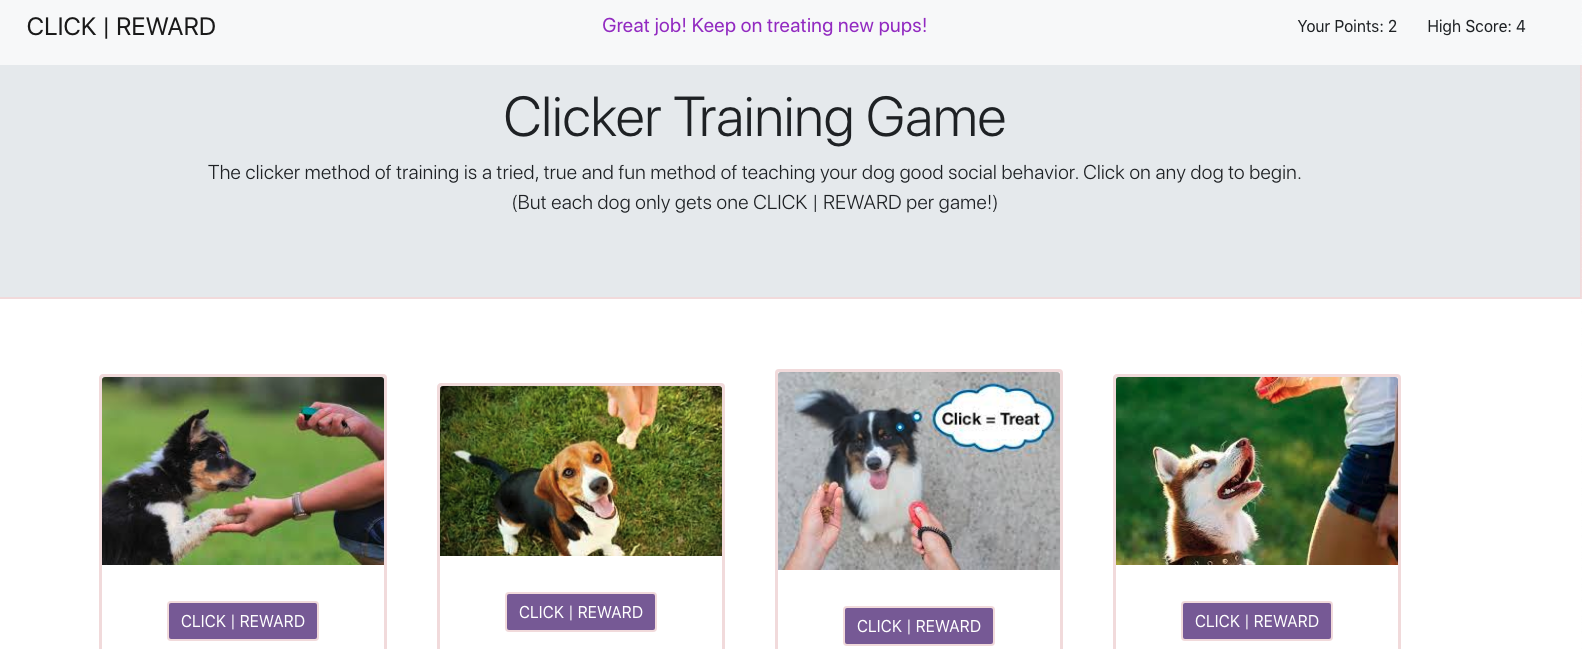 CLICK | REWARD
Great job! Keep on treating new pups!
Your Points: 2
High Score: 4
Clicker Training Game
The clicker method of training is a tried, true and fun method of teaching your dog good social behavior. Click on any dog to begin.
(But each dog only gets one CLICK | REWARD per game!)
Click = Treat
CLICK | REWARD
CLICK | REWARD
CLICK | REWARD
CLICK | REWARD